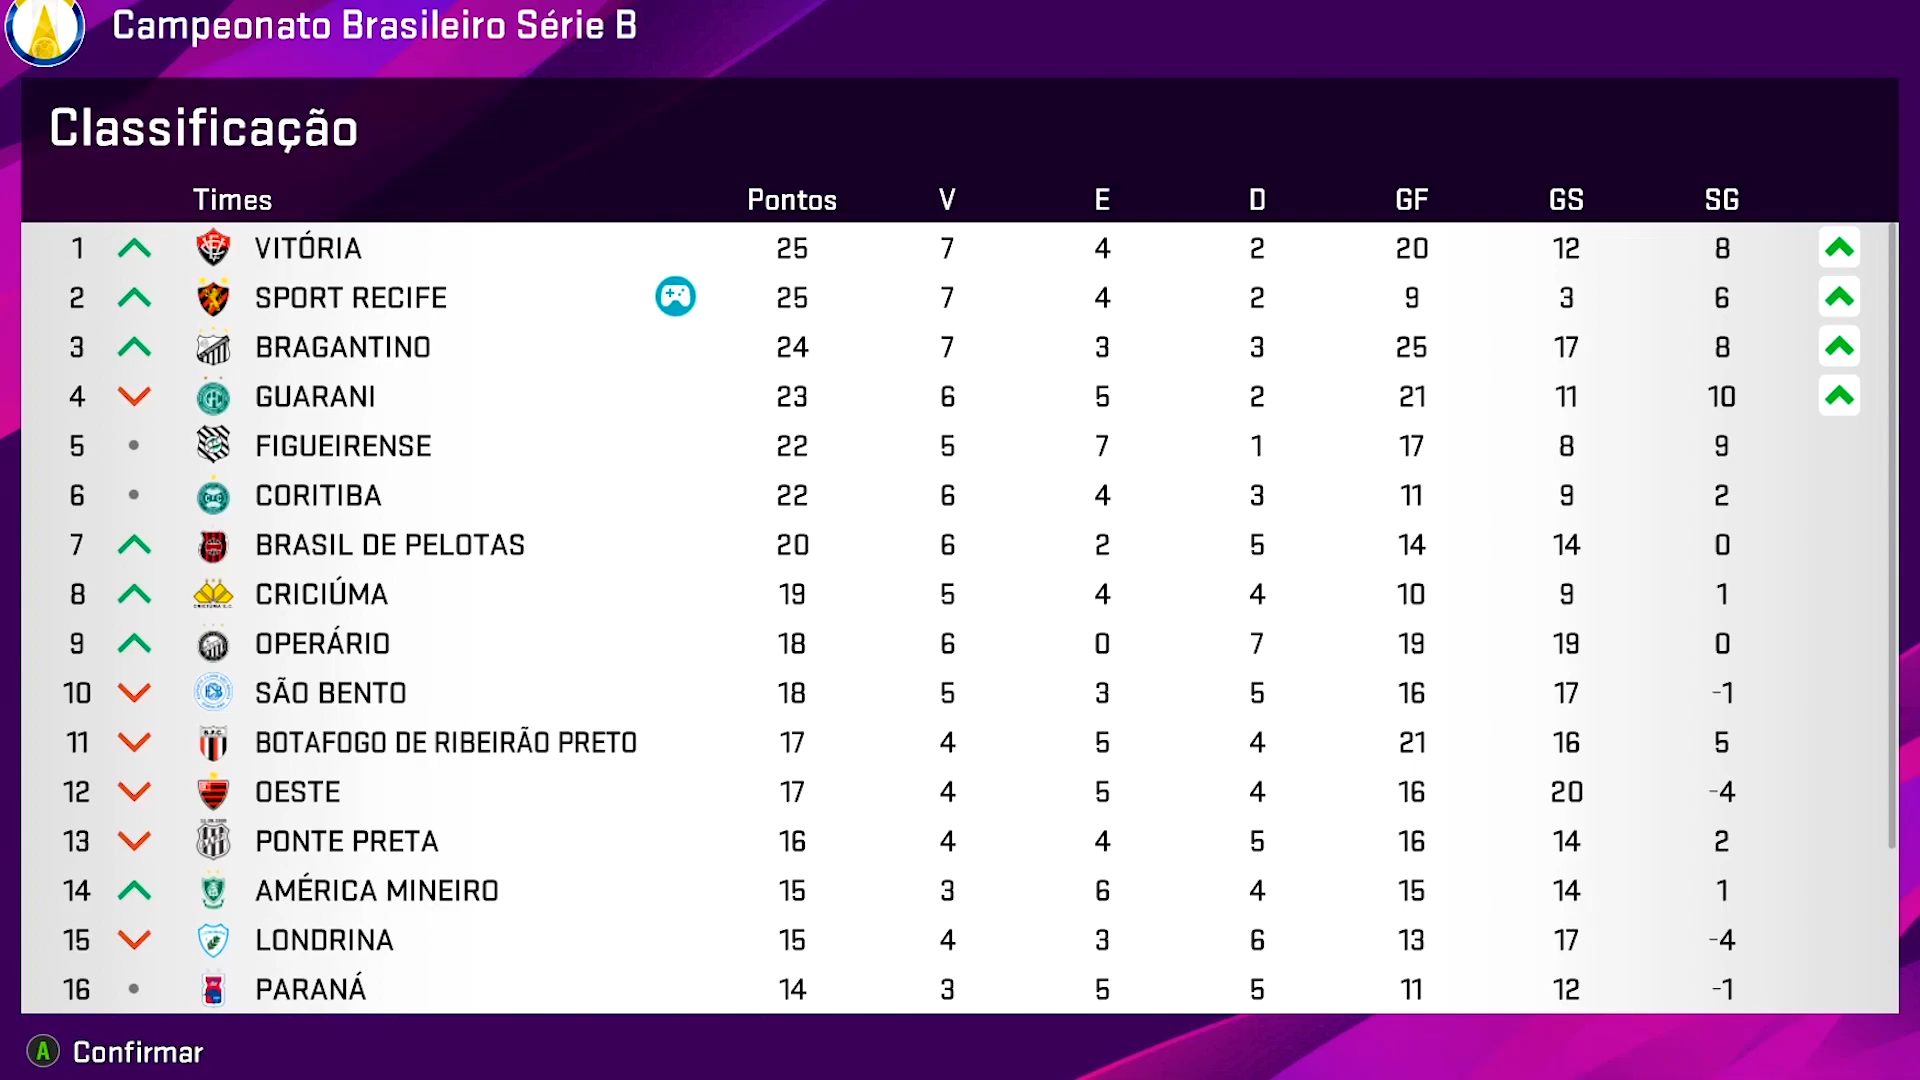 Campeonato Brasileiro Série B
Classificação
Times Pontos V E D GF GS SG
1 VITÓRIA 25 7 4 2 20 12 8
2 SPORT RECIFE 25 7 4 2 9 3 6
3 BRAGANTINO 24 7 3 3 25 17 8
4 GUARANI 23 6 5 2 21 11 10
5 FIGUEIRENSE 22 5 7 1 17 8 9
6 CORITIBA 22 6 4 3 11 9 2
7 BRASIL DE PELOTAS 20 6 2 5 14 14 0
8 CRICIÚMA 19 5 4 4 10 9 1
9 OPERÁRIO 18 6 0 7 19 19 0
10 SÃO BENTO 18 5 3 5 16 17 -1
11 BOTAFOGO DE RIBEIRÃO PRETO 17 4 5 4 21 16 5
12 OESTE 17 4 5 4 16 20 -4
13 PONTE PRETA 16 4 4 5 16 14 2
14 AMÉRICA MINEIRO 15 3 6 4 15 14 1
15 LONDRINA 15 4 3 6 13 17 -4
16 PARANÁ 14 3 5 5 11 12 -1
A Confirmar